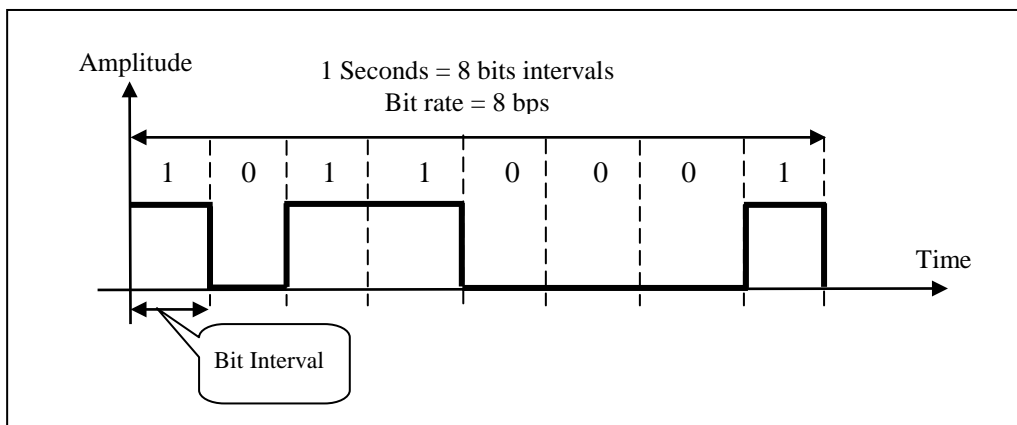 Amplitude
1 Seconds = 8 bits intervals
Bit rate = 8 bps
1 0 1 1 0 0 0 1
Time
Bit Interval